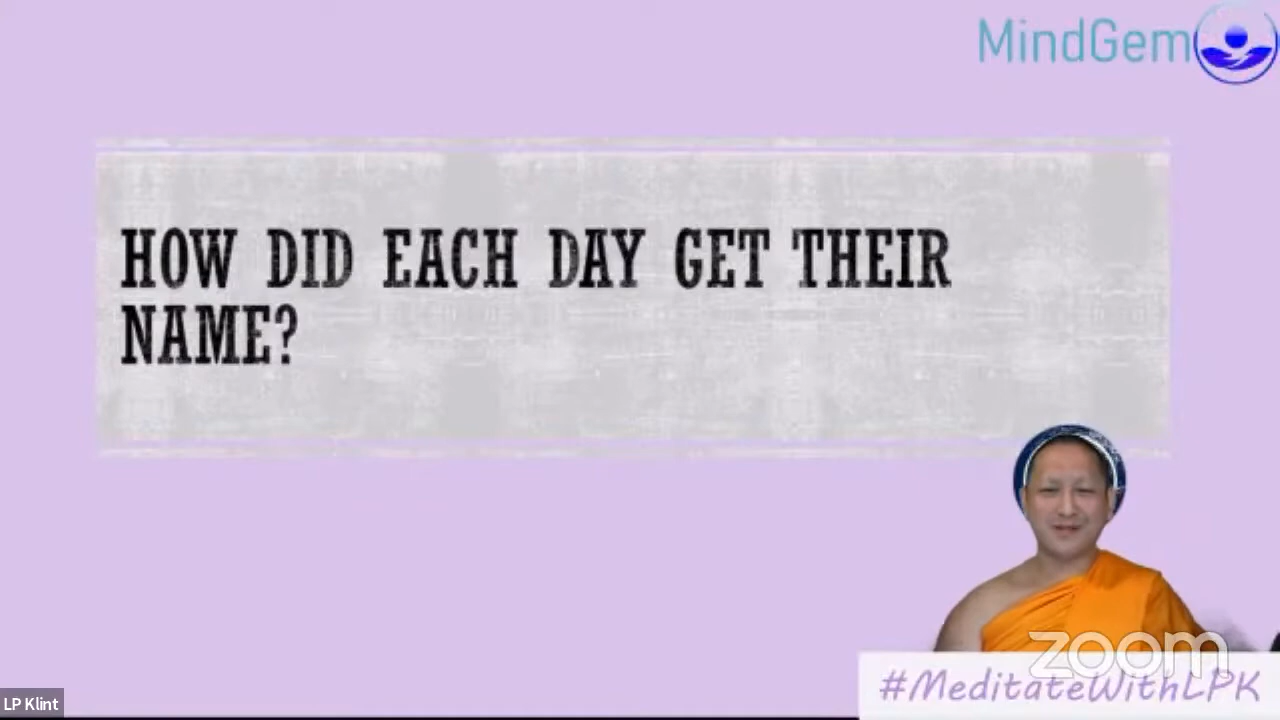 MindGem
HOW DID EACH DAY GET THEIR
NAME?
zoom
#MeditateWithLPK
LP Klint